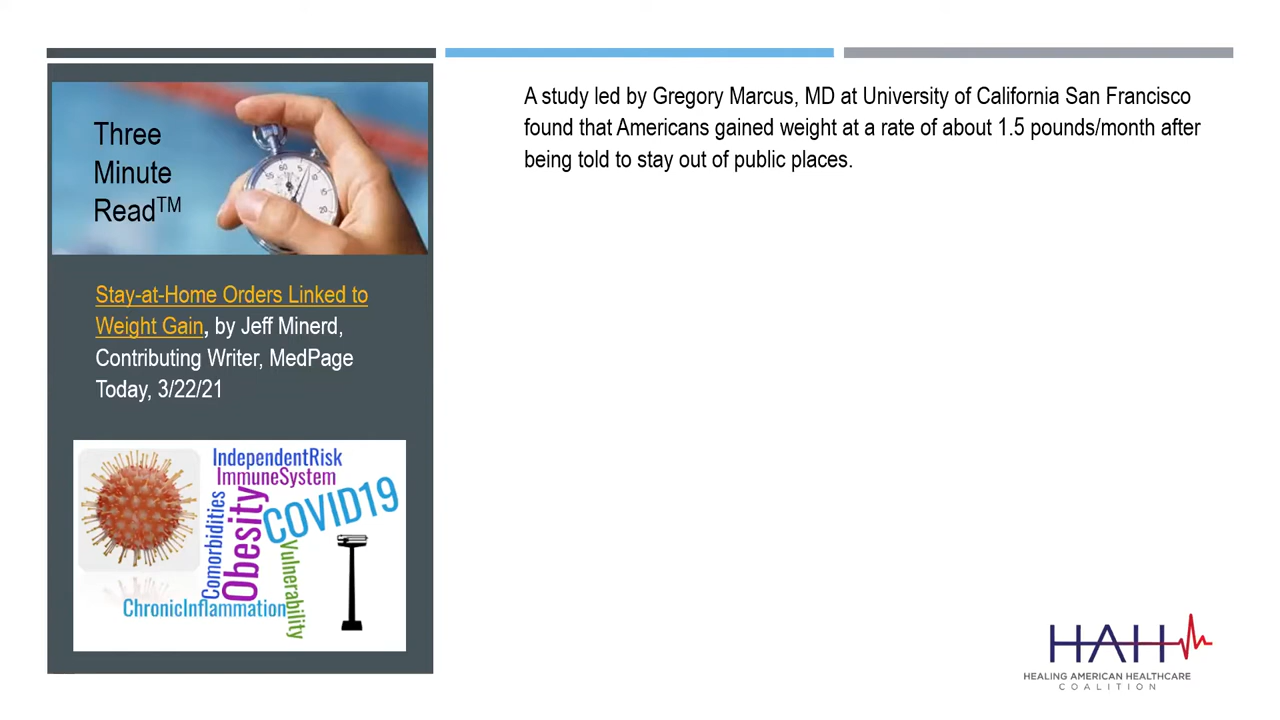 Three
Minute
Read™
Stay-at-Home Orders Linked to
Weight Gain, by Jeff Minerd,
Contributing Writer, MedPage
Today, 3/22/21
IndependentRisk
ImmuneSystem
Comorbidities
Obesity
COVID19
Vulnerability
ChronicInflammation
A study led by Gregory Marcus, MD at University of California San Francisco
found that Americans gained weight at a rate of about 1.5 pounds/month after
being told to stay out of public places.
HAH
HEALING AMERICAN HEALTHCARE
COALITION